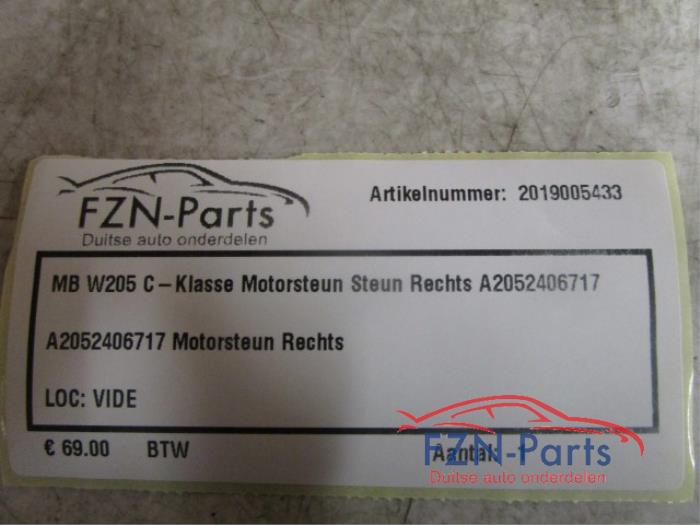 FZN-Parts
Duitse auto onderdelen
Artikelnummer: 2019005433
MB W205 C-Klasse Motorsteun Steun Rechts A2052406717
A2052406717 Motorsteun Rechts
LOC: VIDE
€ 69.00 BTW Aantal: 1
FZN-Parts
Duitse auto onderdelen